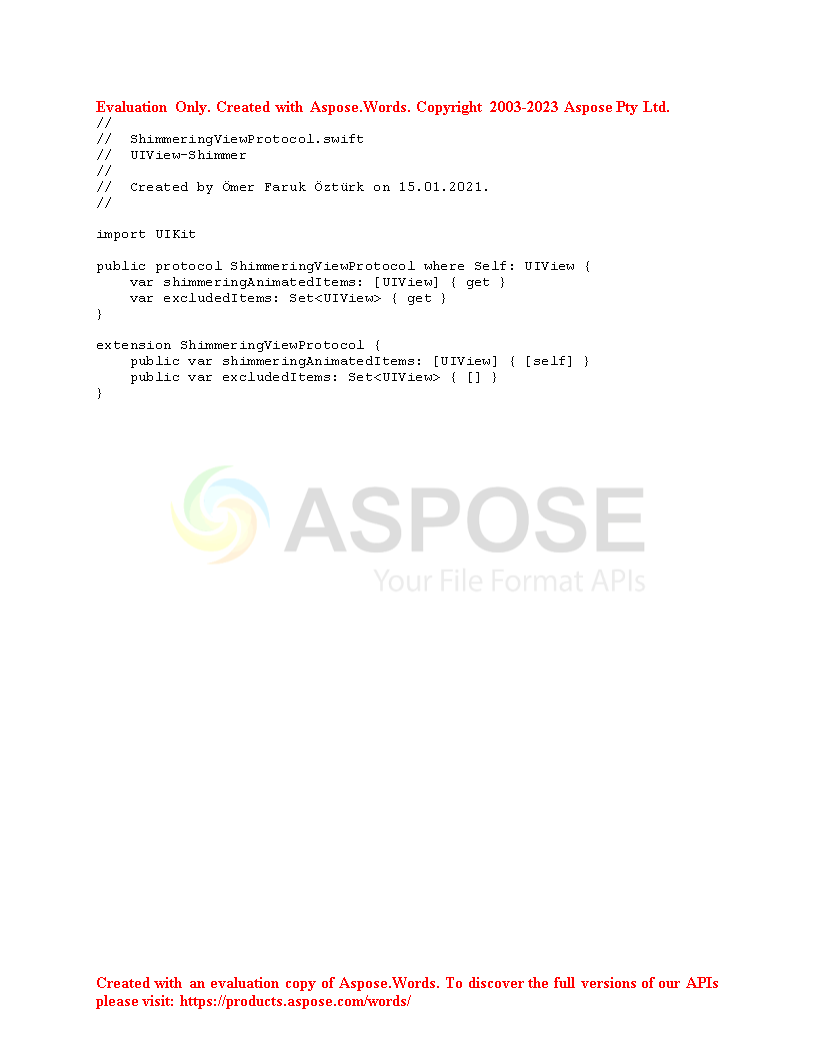 Evaluation Only. Created with Aspose.Words. Copyright 2003-2023 Aspose Pty Ltd.
//
//  ShimmeringViewProtocol.swift
//  UIView-Shimmer
//
//  Created by Ömer Faruk Öztürk on 15.01.2021.
//
import UIKit
public protocol ShimmeringViewProtocol where Self: UIView {
    var shimmeringAnimatedItems: [UIView] { get }
    var excludedItems: Set<UIView> { get }
}
extension ShimmeringViewProtocol {
    public var shimmeringAnimatedItems: [UIView] { [self] }
    public var excludedItems: Set<UIView> { [] }
}
ASPOSE
Your File Format APIs
Created with an evaluation copy of Aspose.Words. To discover the full versions of our APIs
please visit: https://products.aspose.com/words/